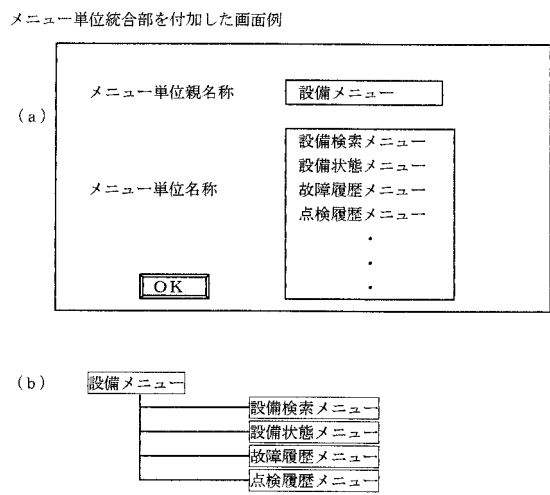 メニュー単位統合部を付加した画面例
(a)
メニュー単位親名称
設備メニュー
メニュー単位名称
設備検索メニュー
設備状態メニュー
故障履歴メニュー
点検履歴メニュー
・
・
・
OK
(b)
設備メニュー
設備検索メニュー
設備状態メニュー
故障履歴メニュー
点検履歴メニュー